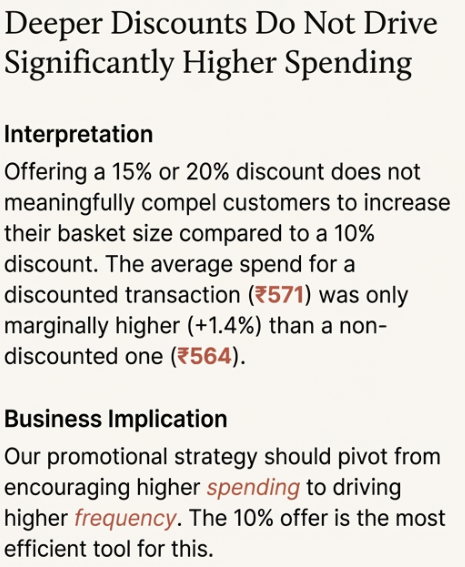 Deeper Discounts Do Not Drive
Significantly Higher Spending
Interpretation
Offering a 15% or 20% discount does not
meaningfully compel customers to increase
their basket size compared to a 10%
discount. The average spend for a
discounted transaction (₹571) was only
marginally higher (+1.4%) than a non-
discounted one (₹564).
Business Implication
Our promotional strategy should pivot from
encouraging higher spending to driving
higher frequency. The 10% offer is the most
efficient tool for this.